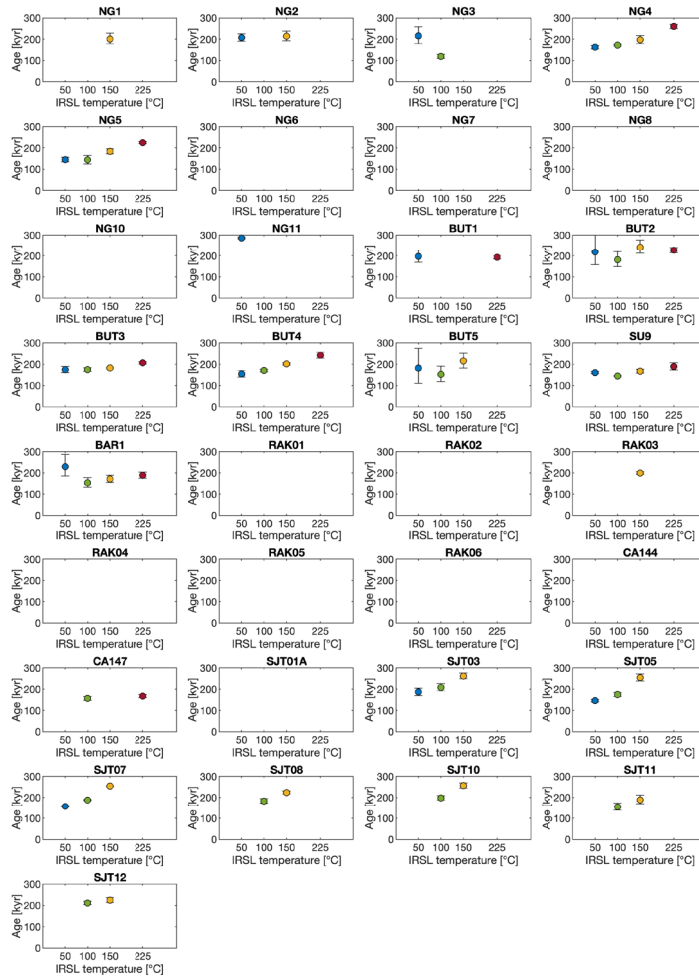 NG1 NG2 NG3 NG4
300 300 300 300
Age [kyr] Age [kyr] Age [kyr] Age [kyr]
200 200 200 200
100 100 100 100
0 0 0 0
50 100 150 225 50 100 150 225 50 100 150 225 50 100 150 225
IRSL temperature [°C] IRSL temperature [°C] IRSL temperature [°C] IRSL temperature [°C]
NG5 NG6 NG7 NG8
300 300 300 300
Age [kyr] Age [kyr] Age [kyr] Age [kyr]
200 200 200 200
100 100 100 100
0 0 0 0
50 100 150 225 50 100 150 225 50 100 150 225 50 100 150 225
IRSL temperature [°C] IRSL temperature [°C] IRSL temperature [°C] IRSL temperature [°C]
NG10 NG11 BUT1 BUT2
300 300 300 300
Age [kyr] Age [kyr] Age [kyr] Age [kyr]
200 200 200 200
100 100 100 100
0 0 0 0
50 100 150 225 50 100 150 225 50 100 150 225 50 100 150 225
IRSL temperature [°C] IRSL temperature [°C] IRSL temperature [°C] IRSL temperature [°C]
BUT3 BUT4 BUT5 SU9
300 300 300 300
Age [kyr] Age [kyr] Age [kyr] Age [kyr]
200 200 200 200
100 100 100 100
0 0 0 0
50 100 150 225 50 100 150 225 50 100 150 225 50 100 150 225
IRSL temperature [°C] IRSL temperature [°C] IRSL temperature [°C] IRSL temperature [°C]
BAR1 RAK01 RAK02 RAK03
300 300 300 300
Age [kyr] Age [kyr] Age [kyr] Age [kyr]
200 200 200 200
100 100 100 100
0 0 0 0
50 100 150 225 50 100 150 225 50 100 150 225 50 100 150 225
IRSL temperature [°C] IRSL temperature [°C] IRSL temperature [°C] IRSL temperature [°C]
RAK04 RAK05 RAK06 CA144
300 300 300 300
Age [kyr] Age [kyr] Age [kyr] Age [kyr]
200 200 200 200
100 100 100 100
0 0 0 0
50 100 150 225 50 100 150 225 50 100 150 225 50 100 150 225
IRSL temperature [°C] IRSL temperature [°C] IRSL temperature [°C] IRSL temperature [°C]
CA147 SJT01A SJT03 SJT05
300 300 300 300
Age [kyr] Age [kyr] Age [kyr] Age [kyr]
200 200 200 200
100 100 100 100
0 0 0 0
50 100 150 225 50 100 150 225 50 100 150 225 50 100 150 225
IRSL temperature [°C] IRSL temperature [°C] IRSL temperature [°C] IRSL temperature [°C]
SJT07 SJT08 SJT10 SJT11
300 300 300 300
Age [kyr] Age [kyr] Age [kyr] Age [kyr]
200 200 200 200
100 100 100 100
0 0 0 0
50 100 150 225 50 100 150 225 50 100 150 225 50 100 150 225
IRSL temperature [°C] IRSL temperature [°C] IRSL temperature [°C] IRSL temperature [°C]
SJT12
300
Age [kyr]
200
100
0
50 100 150 225
IRSL temperature [°C]